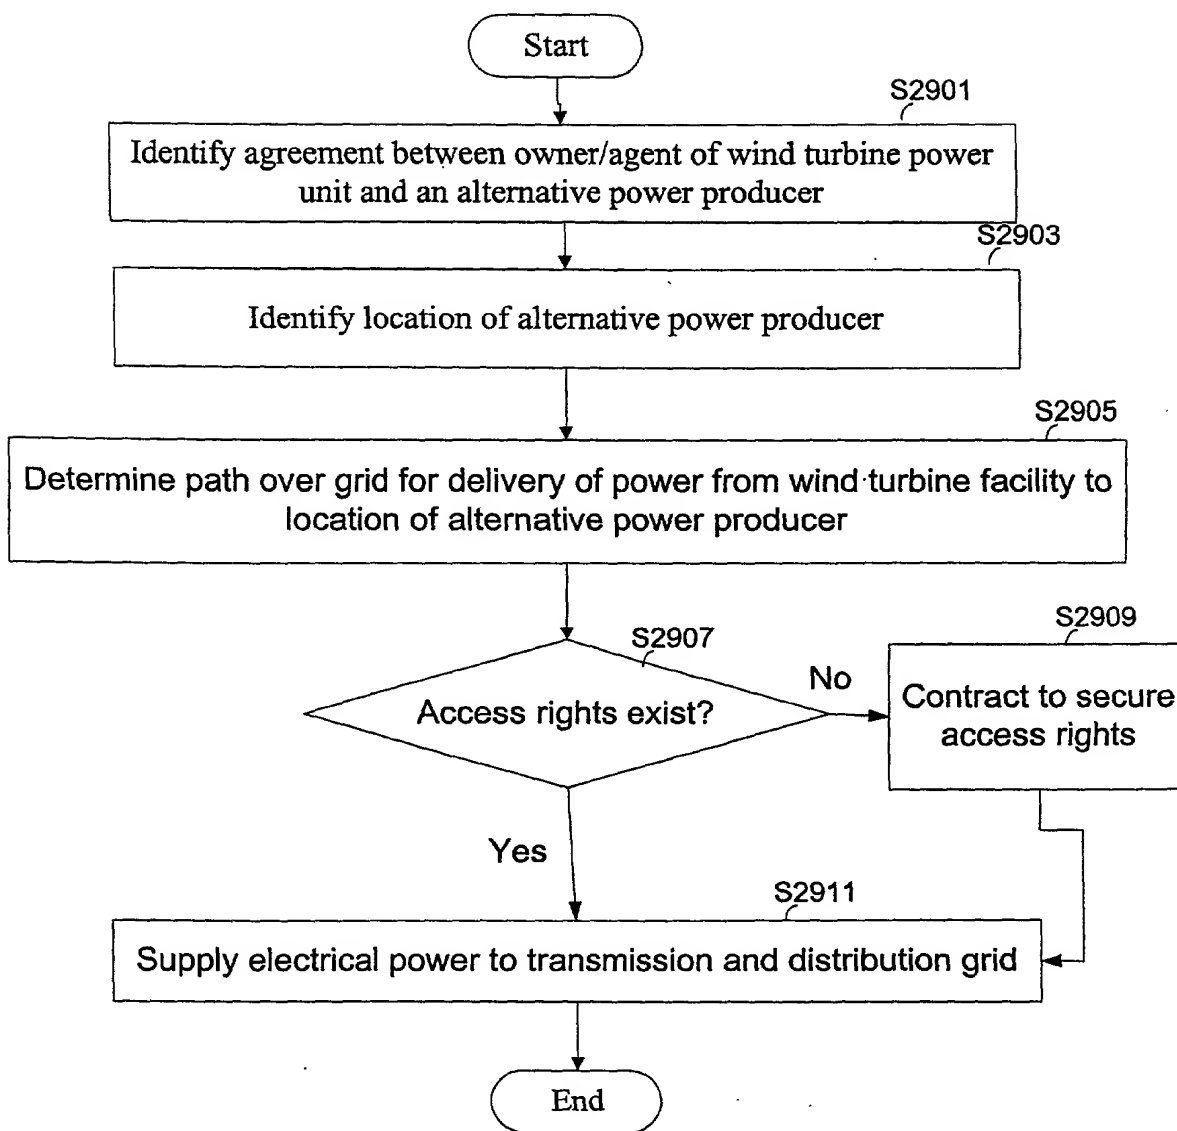 Start
S2901
Identify agreement between owner/agent of wind turbine power
unit and an alternative power producer
S2903
Identify location of alternative power producer
S2905
Determine path over grid for delivery of power from wind turbine facility to
location of alternative power producer
S2907
Access rights exist?
No
S2909
Contract to secure
access rights
Yes
S2911
Supply electrical power to transmission and distribution grid
End